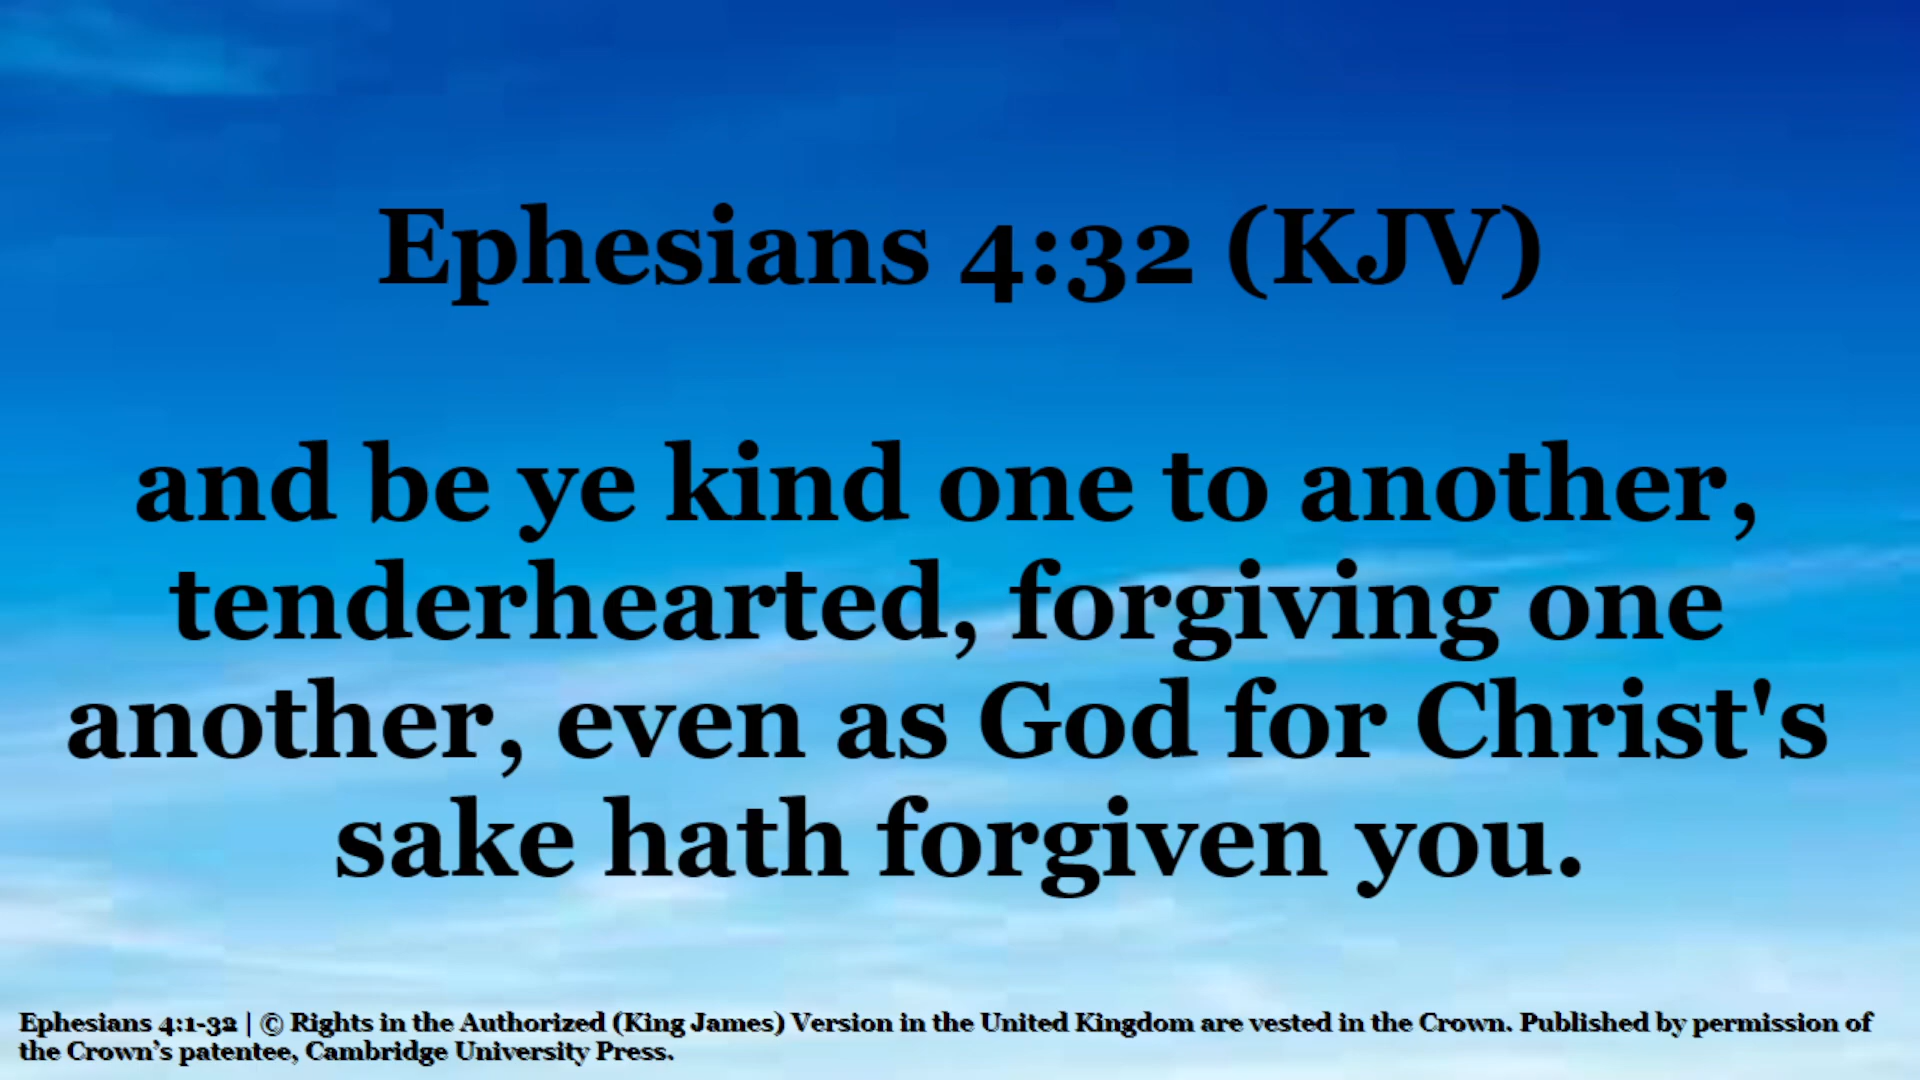 Ephesians 4:32 (KJV)
and be ye kind one to another,
tenderhearted, forgiving one
another, even as God for Christ's
sake hath forgiven you.
Ephesians 4:1-32 | © Rights in the Authorized (King James) Version in the United Kingdom are vested in the Crown. Published by permission of
the Crown’s patentee, Cambridge University Press.